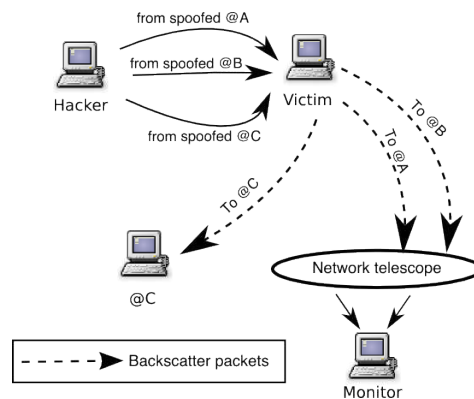 from spoofed @A
from spoofed @B
Hacker
Victim
from spoofed @C
To @B
To @A
To @C
Network telescope
@C
Backscatter packets
Monitor